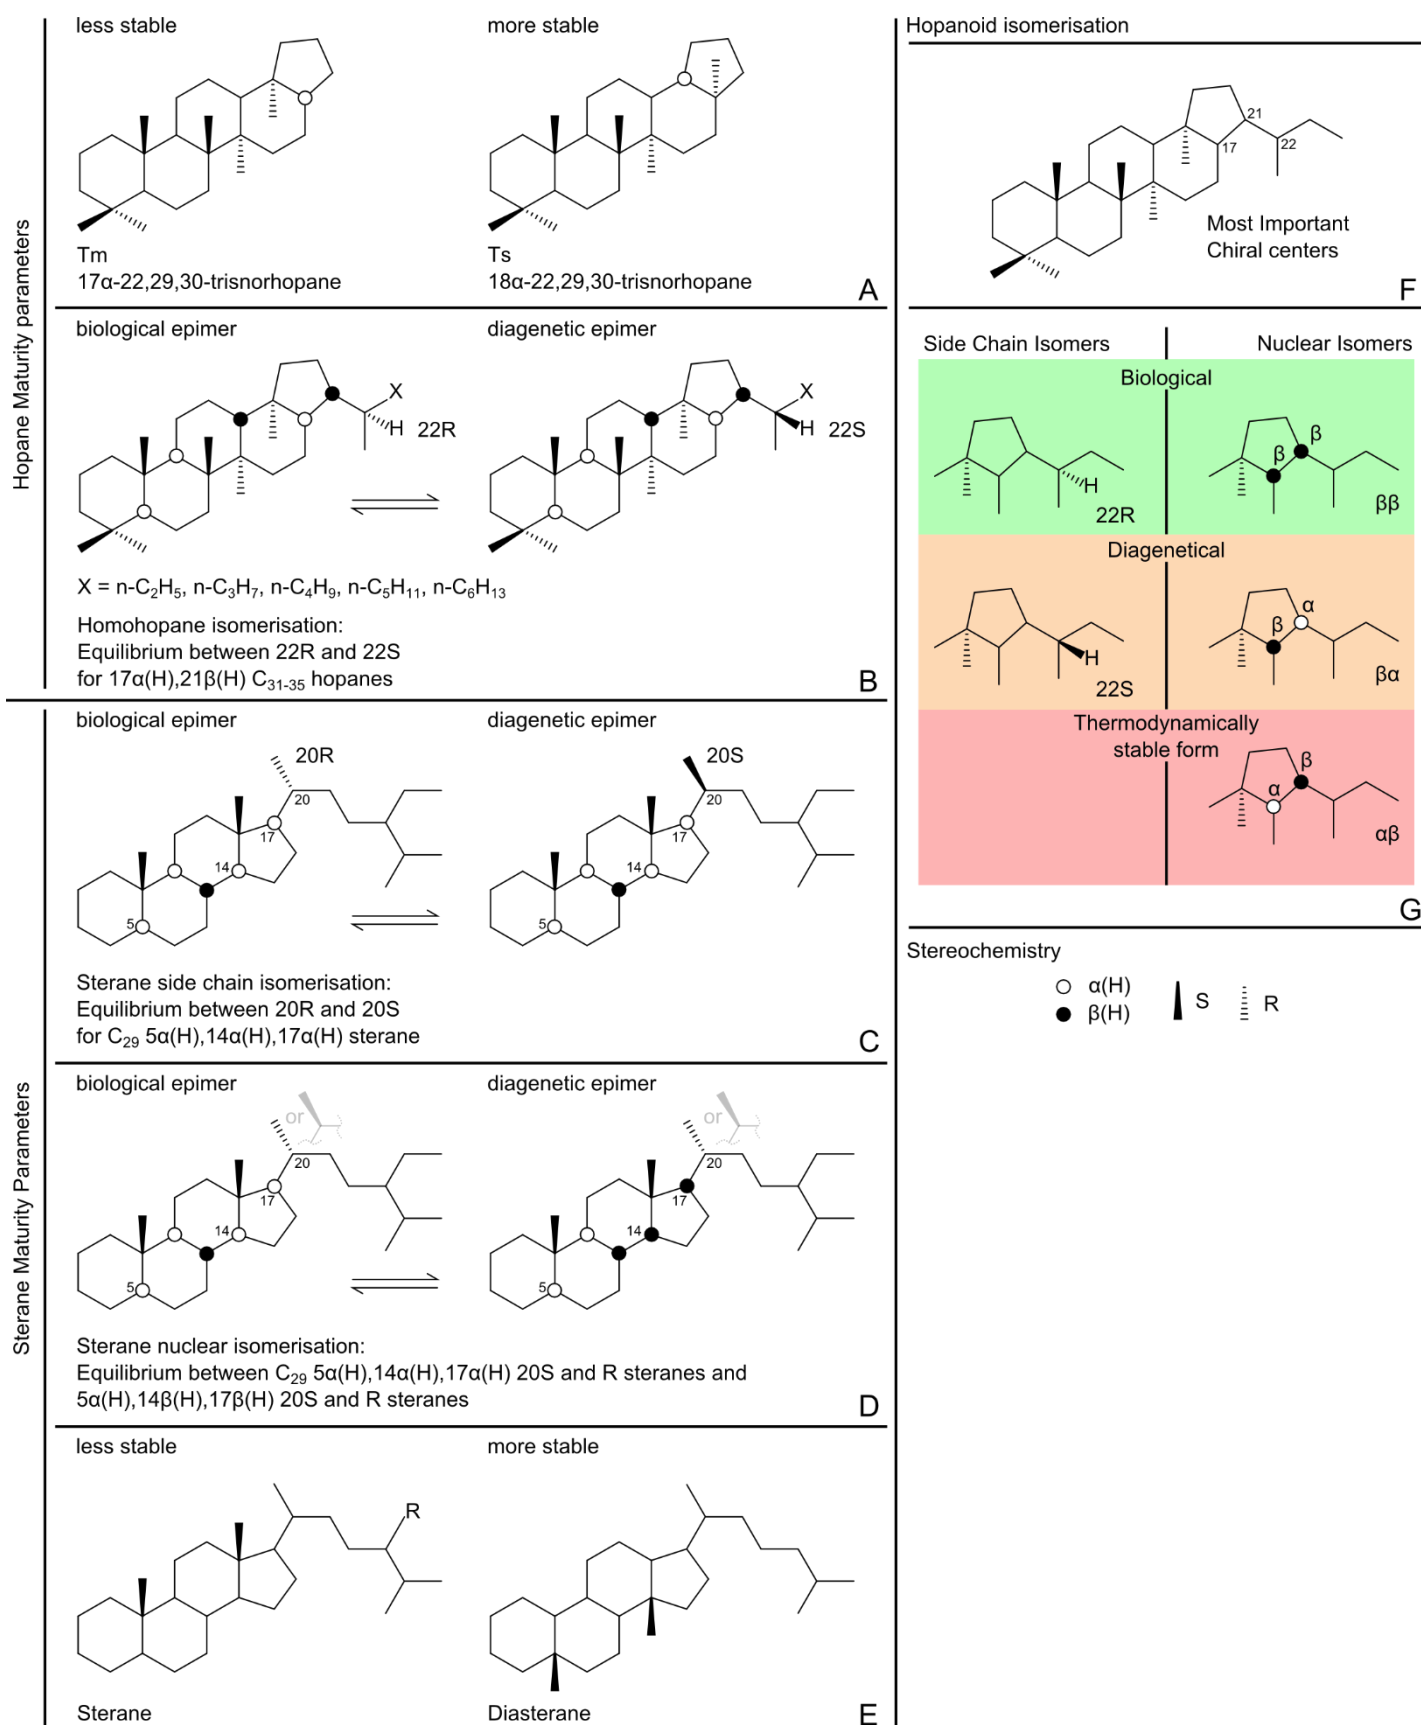 Hopane Maturity parameters
less stable
more stable
Tm
17α-22,29,30-trisnorhopane
Ts
18α-22,29,30-trisnorhopane
A
biological epimer
diagenetic epimer
X
H
22R
X
H
22S
X = n-C₂H₅, n-C₃H₇, n-C₄H₉, n-C₅H₁₁, n-C₆H₁₃
Homohopane isomerisation:
Equilibrium between 22R and 22S
for 17α(H),21β(H) C₃₁₋₃₅ hopanes
B
Sterane Maturity Parameters
biological epimer
diagenetic epimer
20R
20
17
14
5
20S
20
17
14
5
Sterane side chain isomerisation:
Equilibrium between 20R and 20S
for C₂₉ 5α(H),14α(H),17α(H) sterane
C
biological epimer
diagenetic epimer
or
20
17
14
5
or
20
17
14
5
Sterane nuclear isomerisation:
Equilibrium between C₂₉ 5α(H),14α(H),17α(H) 20S and R steranes and
5α(H),14β(H),17β(H) 20S and R steranes
D
less stable
more stable
R
Sterane
Diasterane
E
Hopanoid isomerisation
21
22
17
Most Important
Chiral centers
F
Side Chain Isomers
Nuclear Isomers
Biological
H
22R
β
β
ββ
Diagenetical
H
22S
α
β
βα
Thermodynamically
stable form
β
α
αβ
G
Stereochemistry
α(H)
β(H)
S
R